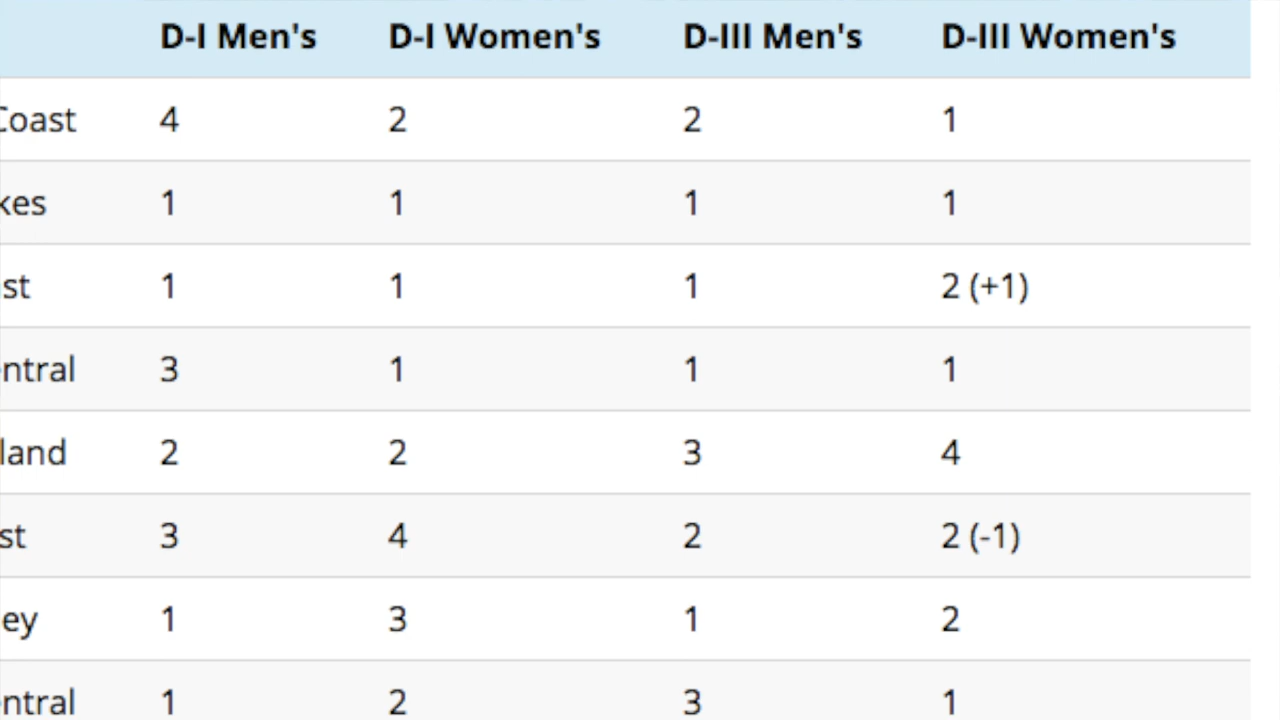 D-I Men's D-I Women's D-III Men's D-III Women's
Coast 4 2 2 1
kes 1 1 1 1
st 1 1 1 2 (+1)
ntral 3 1 1 1
land 2 2 3 4
st 3 4 2 2 (-1)
ey 1 3 1 2
ntral 1 2 3 1